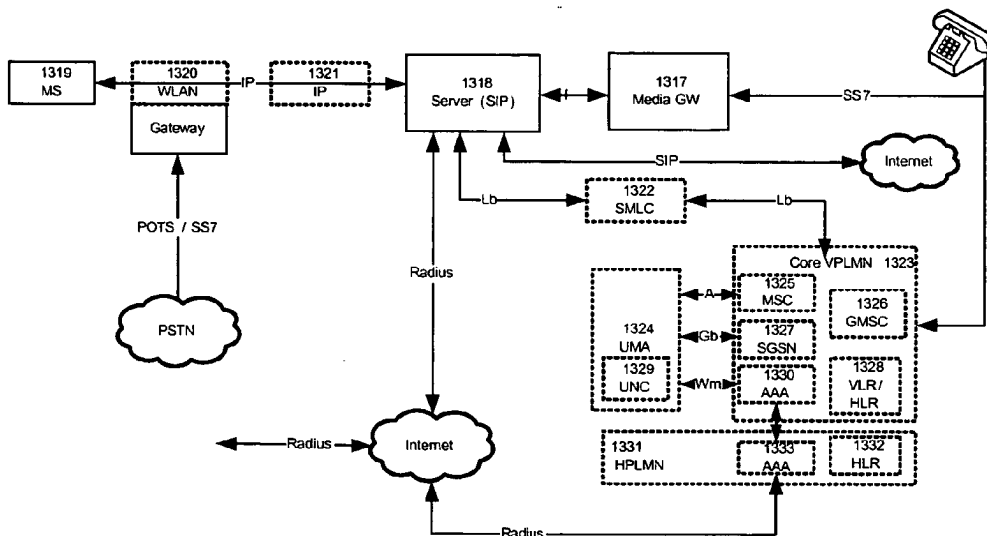 1319
MS
1320
WLAN
IP
1321
IP
Gateway
POTS / SS7
PSTN
1318
Server (SIP)
1317
Media GW
SS7
SIP
Internet
Lb
1322
SMLC
Lb
Radius
Core VPLMN 1323
1325
MSC
1326
GMSC
A
1324
UMA
Gb
1327
SGSN
1329
UNC
Wm
1330
AAA
1328
VLR/
HLR
Radius
Internet
1331
HPLMN
1333
AAA
1332
HLR
Radius